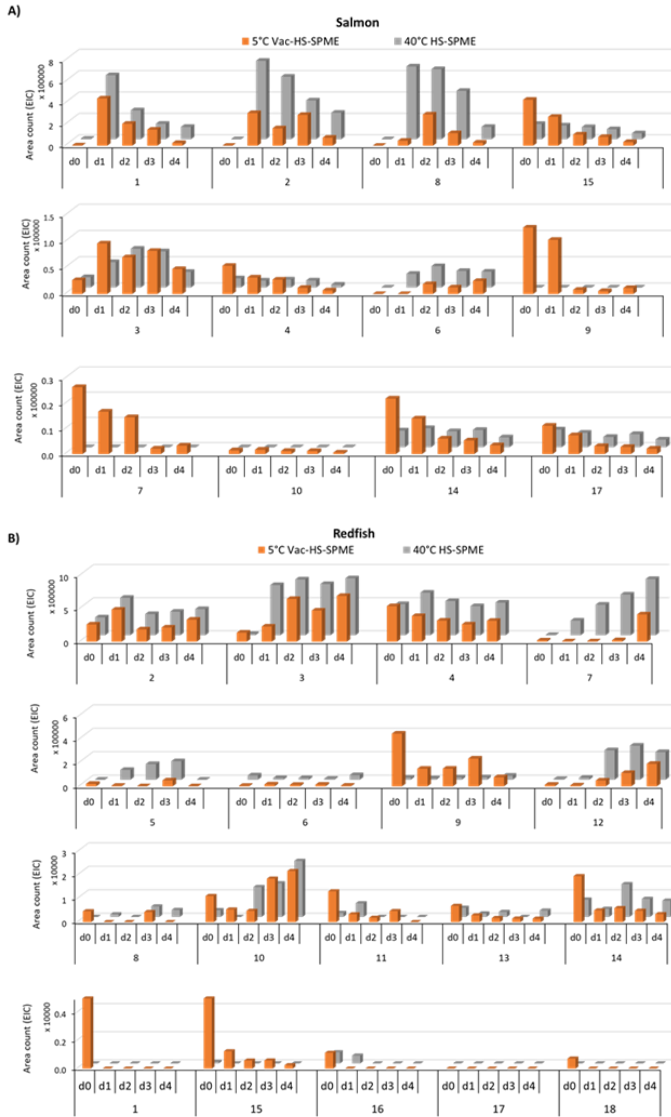 A)
Salmon
5°C Vac-HS-SPME 40°C HS-SPME
Area count (EIC)
x 100000
8
6
4
2
0
d0 d1 d2 d3 d4 d0 d1 d2 d3 d4 d0 d1 d2 d3 d4 d0 d1 d2 d3 d4
1 2 8 15
Area count (EIC)
x 100000
1.5
1.0
0.5
0.0
d0 d1 d2 d3 d4 d0 d1 d2 d3 d4 d0 d1 d2 d3 d4 d0 d1 d2 d3 d4
3 4 6 9
Area count (EIC)
x 100000
0.3
0.2
0.1
0.0
d0 d1 d2 d3 d4 d0 d1 d2 d3 d4 d0 d1 d2 d3 d4 d0 d1 d2 d3 d4
7 10 14 17
B)
Redfish
5°C Vac-HS-SPME 40°C HS-SPME
Area count (EIC)
x 100000
10
5
0
d0 d1 d2 d3 d4 d0 d1 d2 d3 d4 d0 d1 d2 d3 d4 d0 d1 d2 d3 d4
2 3 4 7
Area count (EIC)
x 100000
6
4
2
0
d0 d1 d2 d3 d4 d0 d1 d2 d3 d4 d0 d1 d2 d3 d4 d0 d1 d2 d3 d4
5 6 9 12
Area count (EIC)
x 10000
3
2
1
0
d0 d1 d2 d3 d4 d0 d1 d2 d3 d4 d0 d1 d2 d3 d4 d0 d1 d2 d3 d4 d0 d1 d2 d3 d4
8 10 11 13 14
Area count (EIC)
x 10000
0.4
0.2
0.0
d0 d1 d2 d3 d4 d0 d1 d2 d3 d4 d0 d1 d2 d3 d4 d0 d1 d2 d3 d4 d0 d1 d2 d3 d4
1 15 16 17 18